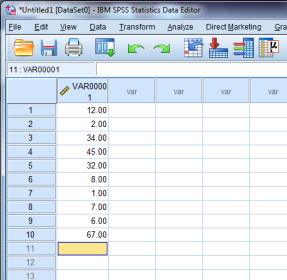 *Untitled1 [DataSet0] - IBM SPSS Statistics Data Editor
File Edit View Data Transform Analyze Direct Marketing Gra
11 : VAR00001
VAR0000
1
var var var var
1 12.00
2 2.00
3 34.00
4 45.00
5 32.00
6 8.00
7 1.00
8 7.00
9 6.00
10 67.00
11
12
13